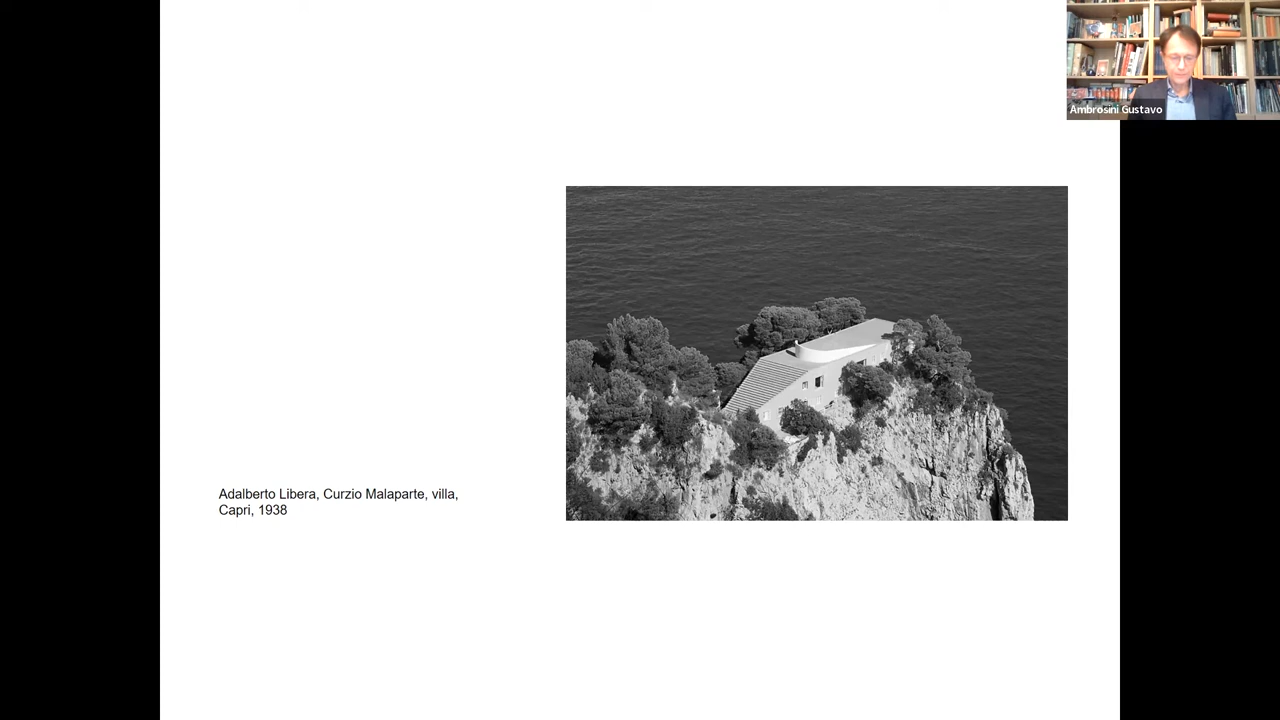 Ambrosini Gustavo
Adalberto Libera, Curzio Malaparte, villa,
Capri, 1938